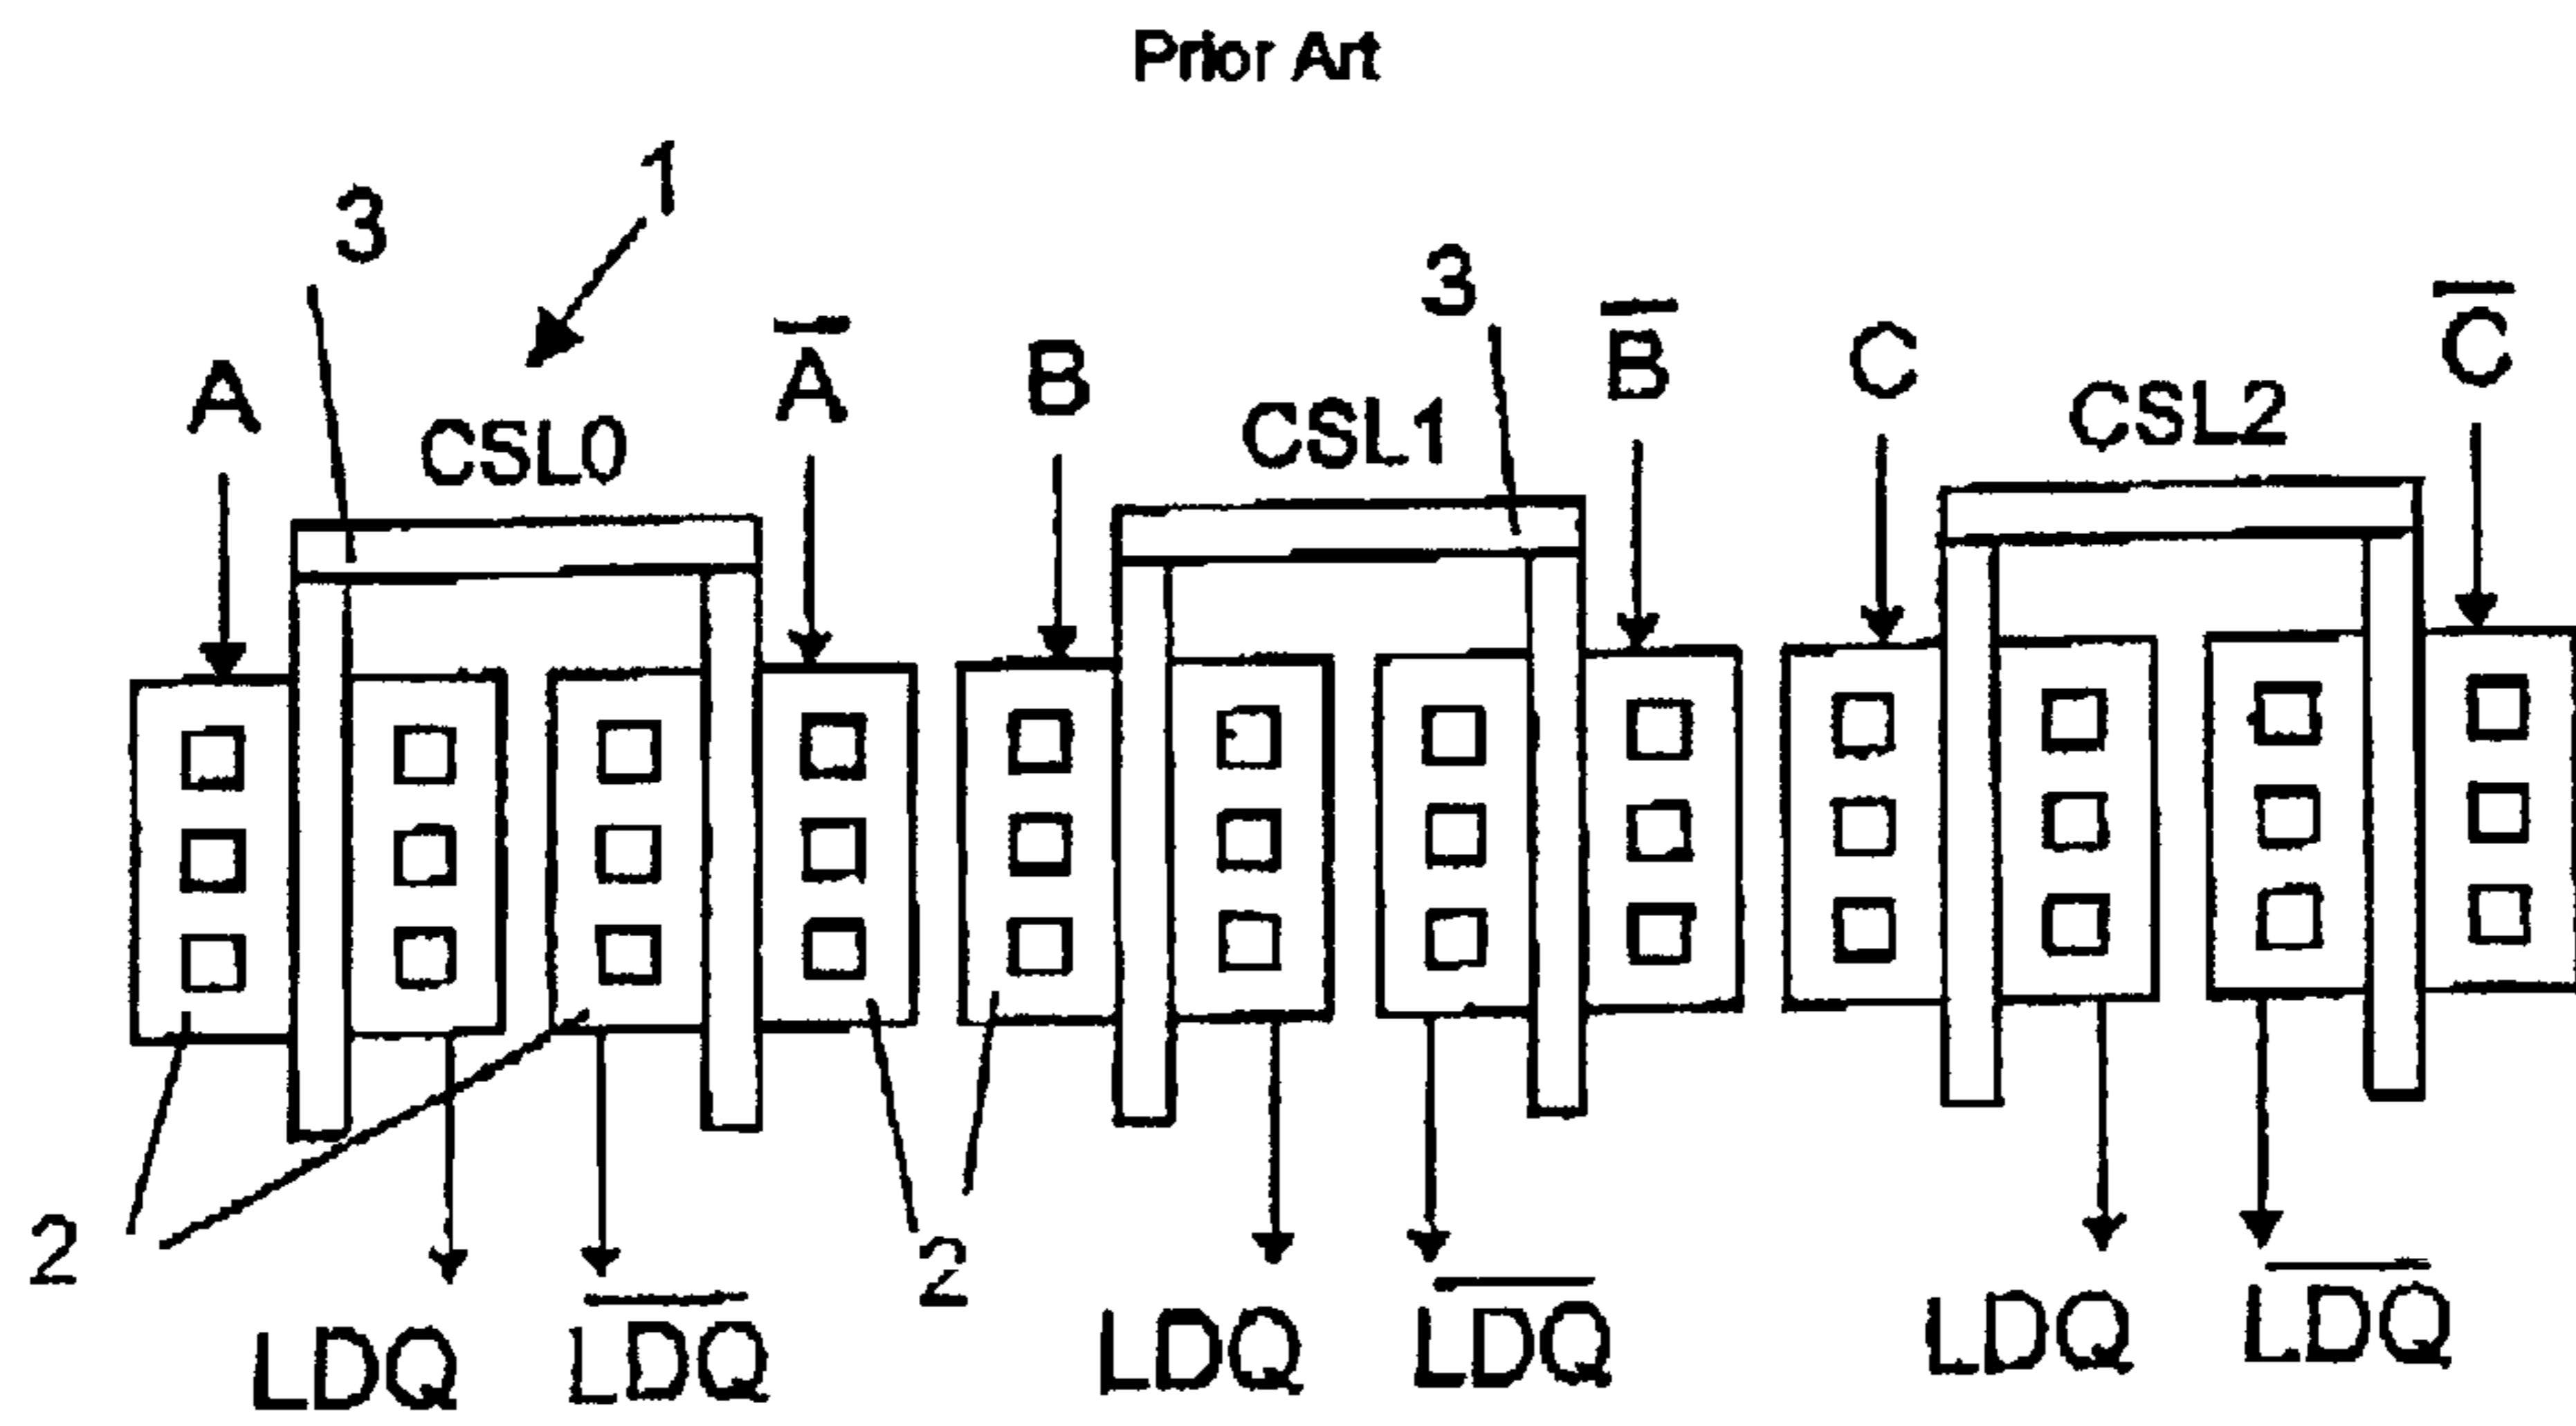 Prior Art
1
3 3
A CSL0 A̅ B CSL1 B̅ C CSL2 C̅
2 2
LDQ L̅D̅Q̅ LDQ L̅D̅Q̅ LDQ L̅D̅Q̅